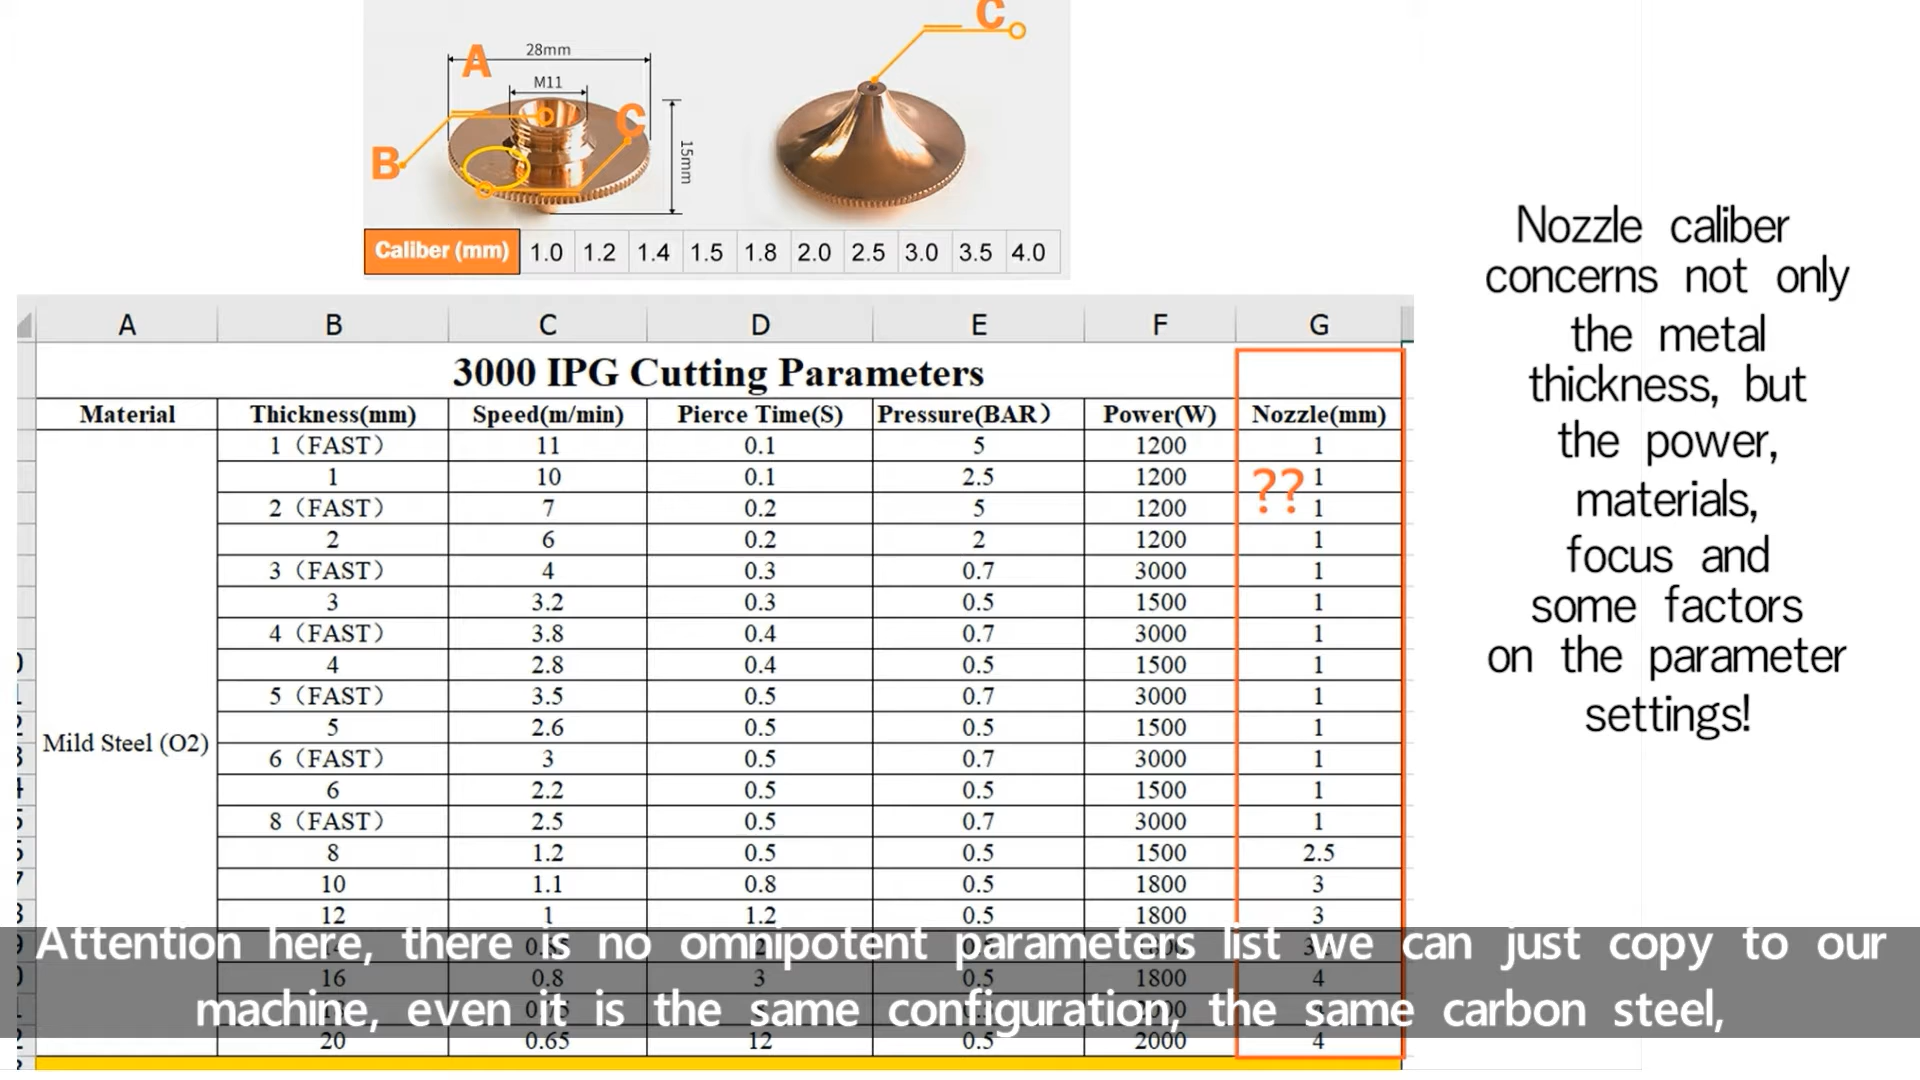 C
A
28mm
M11
C
B
15mm
Caliber (mm) 1.0 1.2 1.4 1.5 1.8 2.0 2.5 3.0 3.5 4.0
Nozzle caliber
concerns not only
the metal
thickness, but
the power,
materials,
focus and
some factors
on the parameter
settings!
A B C D E F G
3000 IPG Cutting Parameters
Material Thickness(mm) Speed(m/min) Pierce Time(S) Pressure(BAR） Power(W) Nozzle(mm)
1（FAST） 11 0.1 5 1200 1
1 10 0.1 2.5 1200 ?? 1
2（FAST） 7 0.2 5 1200 1
2 6 0.2 2 1200 1
3（FAST） 4 0.3 0.7 3000 1
3 3.2 0.3 0.5 1500 1
4（FAST） 3.8 0.4 0.7 3000 1
4 2.8 0.4 0.5 1500 1
5（FAST） 3.5 0.5 0.7 3000 1
5 2.6 0.5 0.5 1500 1
Mild Steel (O2)
6（FAST） 3 0.5 0.7 3000 1
6 2.2 0.5 0.5 1500 1
8（FAST） 2.5 0.5 0.7 3000 1
8 1.2 0.5 0.5 1500 2.5
10 1.1 0.8 0.5 1800 3
12 1 1.2 0.5 1800 3
16 0.8 3 0.5 1800 4
20 0.65 12 0.5 2000 4
Attention here, there is no omnipotent parameters list we can just copy to our
machine, even it is the same configuration, the same carbon steel,